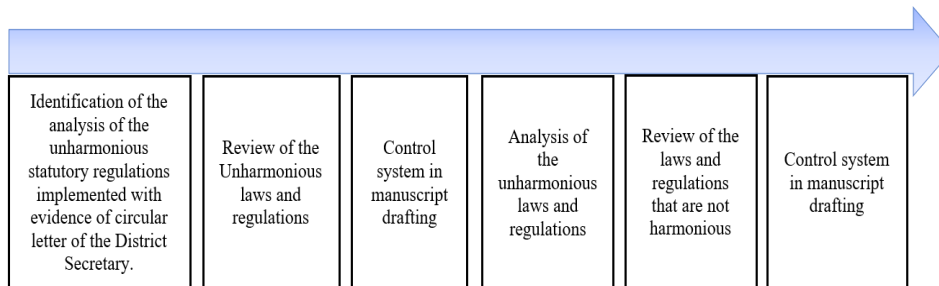 Identification of the
analysis of the
unharmonious
statutory regulations
implemented with
evidence of circular
letter of the District
Secretary.
Review of the
Unharmonious
laws and
regulations
Control
system in
manuscript
drafting
Analysis of
the
unharmonious
laws and
regulations
Review of the
laws and
regulations
that are not
harmonious
Control system
in manuscript
drafting